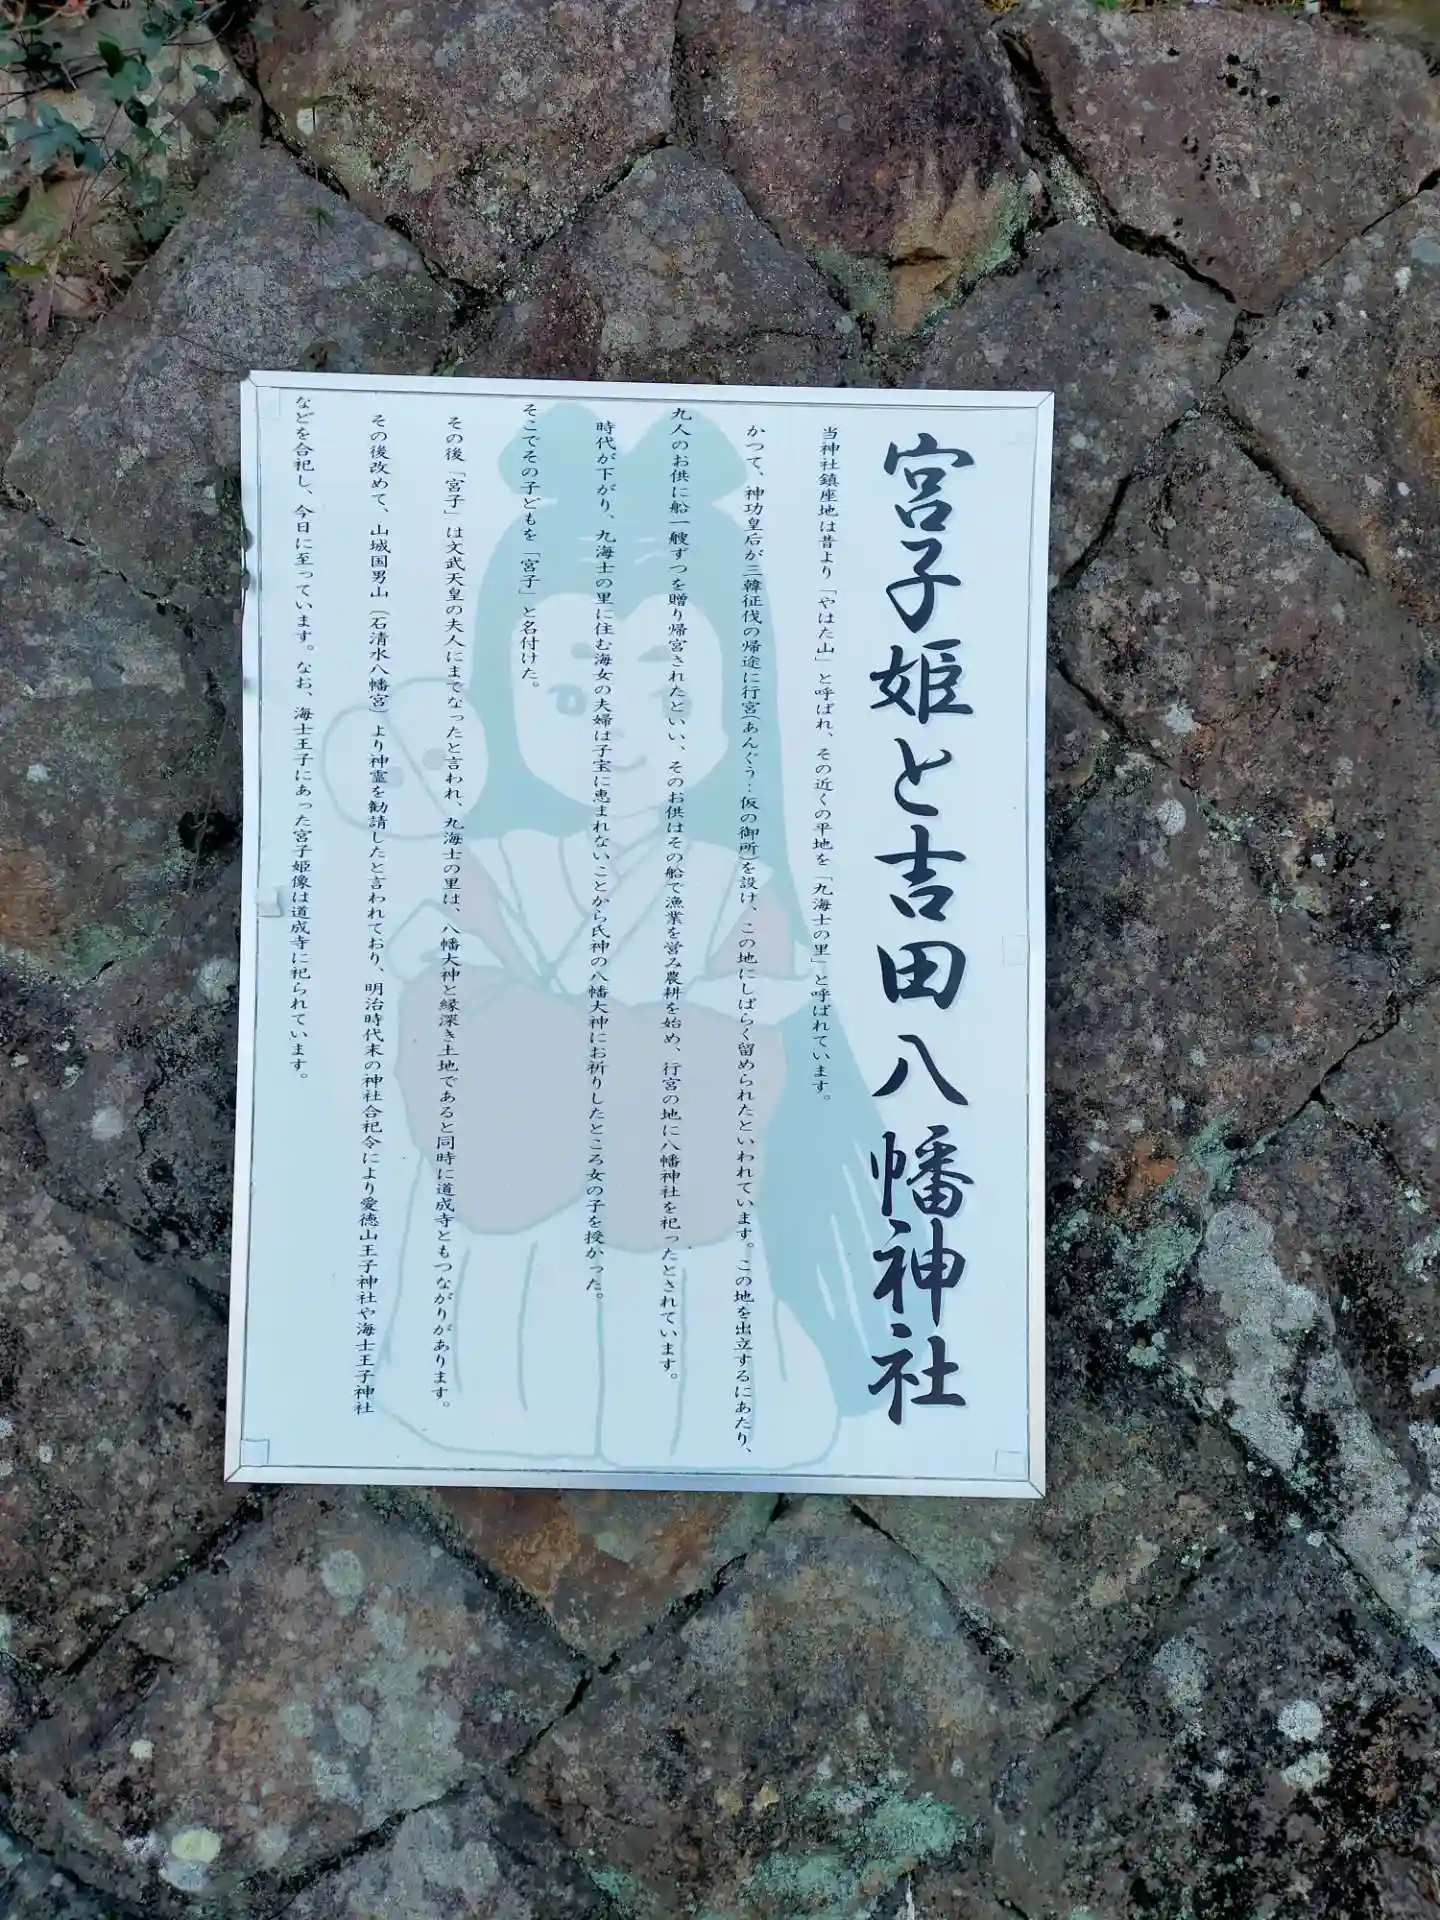 宮子姫と吉田八幡神社
当神社鎮座地は昔より「やはた山」と呼ばれ、その近くの平地を「九海士の里」と呼ばれています。
かつて、神功皇后が三韓征伐の帰途に行宮(あんぐう:仮の御所)を設け、この地にしばらく留められたといわれています。この地を出立するにあたり、
九人のお供に船一艘ずつを贈り帰宮されたといい、そのお供はその船で漁業を営み農耕を始め、行宮の地に八幡神社を祀ったとされています。
時代が下がり、九海士の里に住む海女の夫婦は子宝に恵まれないことから氏神の八幡大神にお祈りしたところ女の子を授かった。
そこでその子どもを「宮子」と名付けた。
その後「宮子」は文武天皇の夫人にまでなったと言われ、九海士の里は、八幡大神と縁深き土地であると同時に道成寺ともつながりがあります。
その後改めて、山城国男山(石清水八幡宮)より神霊を勧請したと言われており、明治時代末の神社合祀令により愛徳山王子神社や海士王子神社
などを合祀し、今日に至っています。なお、海士王子にあった宮子姫像は道成寺に祀られています。